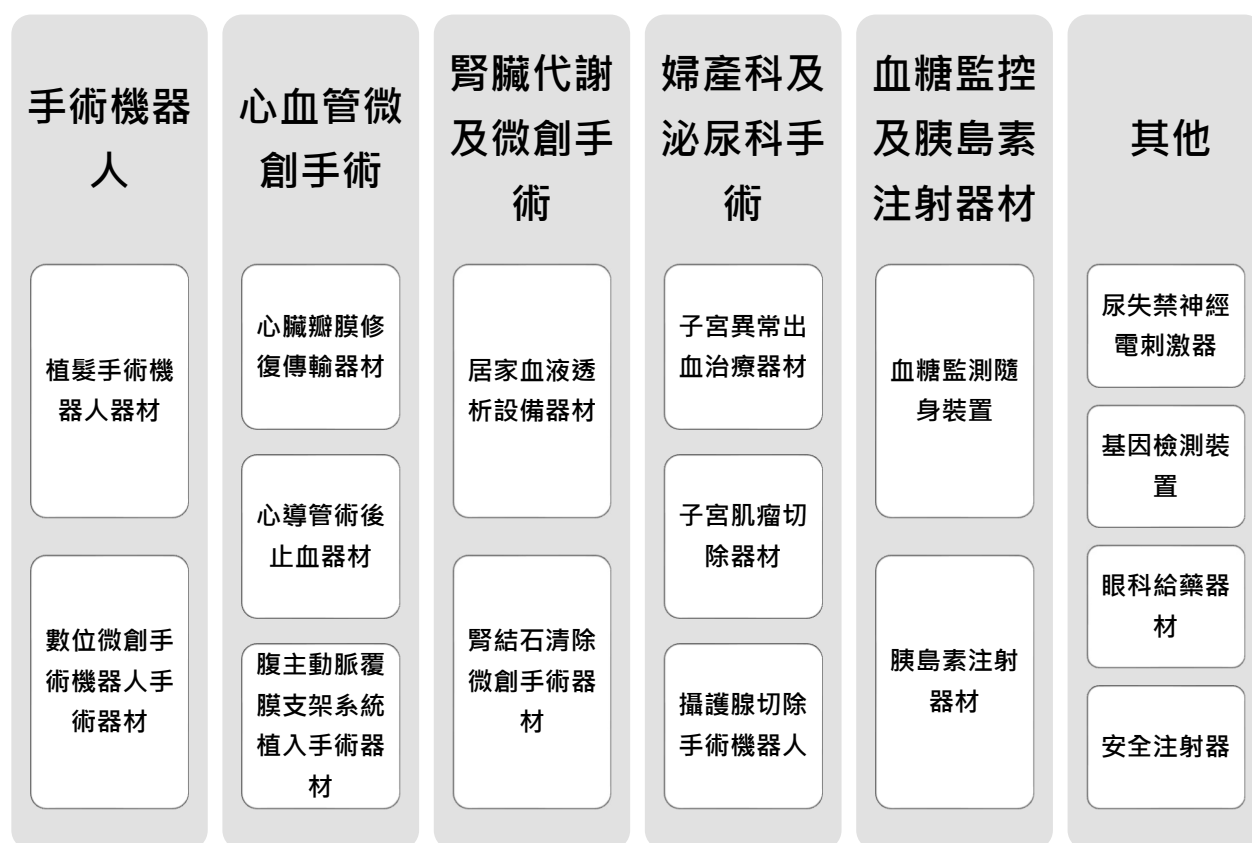 手術機器
人
植髮手術機
器人器材
數位微創手
術機器人手
術器材
心血管微
創手術
心臟瓣膜修
復傳輸器材
心導管術後
止血器材
腹主動脈覆
膜支架系統
植入手術器
材
腎臟代謝
及微創手
術
居家血液透
析設備器材
腎結石清除
微創手術器
材
婦產科及
泌尿科手
術
子宮異常出
血治療器材
子宮肌瘤切
除器材
攝護腺切除
手術機器人
血糖監控
及胰島素
注射器材
血糖監測隨
身裝置
胰島素注射
器材
其他
尿失禁神經
電刺激器
基因檢測裝
置
眼科給藥器
材
安全注射器